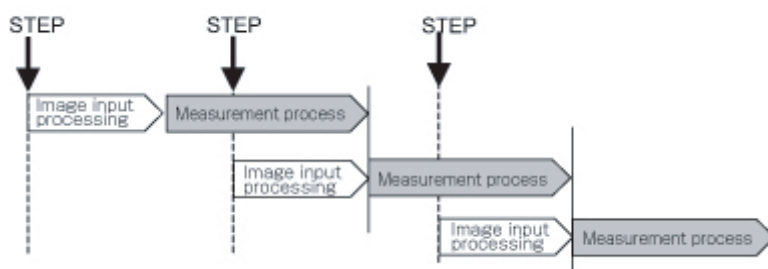 STEP
STEP
STEP
Image input
processing
Measurement process
Image input
processing
Measurement process
Image input
processing
Measurement process